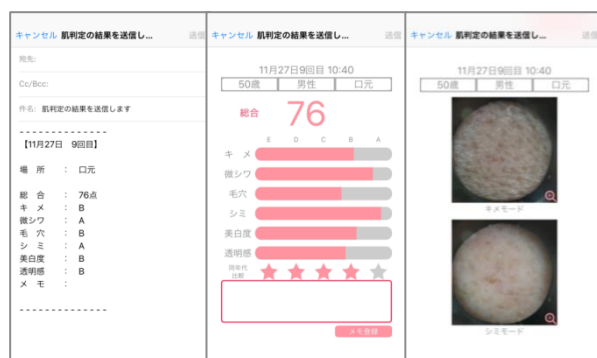 キャンセル 肌判定の結果を送信し... 送信
宛先:
Cc/Bcc:
件名: 肌判定の結果を送信します
- - - - - - - - - - - - - -
【11月27日 9回目】
場 所 : 口元
総 合 : 76点
キ メ : B
微シワ : A
毛 穴 : B
シ ミ : A
美白度 : B
透明感 : B
メ モ :
- - - - - - - - - - - - - -
キャンセル 肌判定の結果を送信し... 送信
11月27日9回目 10:40
50歳 男性 口元
総合 76
E D C B A
キ メ
微シワ
毛穴
シミ
美白度
透明感
同年代
比較
メモ登録
キャンセル 肌判定の結果を送信し... 送信
11月27日9回目 10:40
50歳 男性 口元
キメモード
シミモード